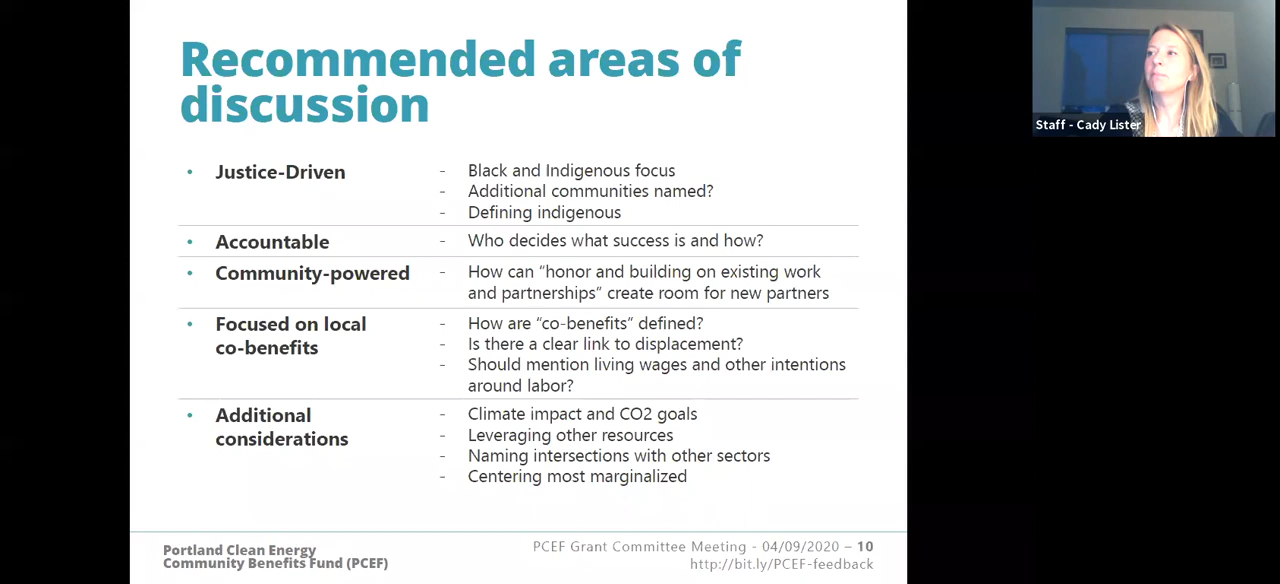 Recommended areas of
discussion
• Justice-Driven
- Black and Indigenous focus
- Additional communities named?
- Defining indigenous
• Accountable
- Who decides what success is and how?
• Community-powered
- How can “honor and building on existing work
and partnerships” create room for new partners
• Focused on local
co-benefits
- How are “co-benefits” defined?
- Is there a clear link to displacement?
- Should mention living wages and other intentions
around labor?
• Additional
considerations
- Climate impact and CO2 goals
- Leveraging other resources
- Naming intersections with other sectors
- Centering most marginalized
Portland Clean Energy
Community Benefits Fund (PCEF)
PCEF Grant Committee Meeting - 04/09/2020 – 10
http://bit.ly/PCEF-feedback
Staff - Cady Lister